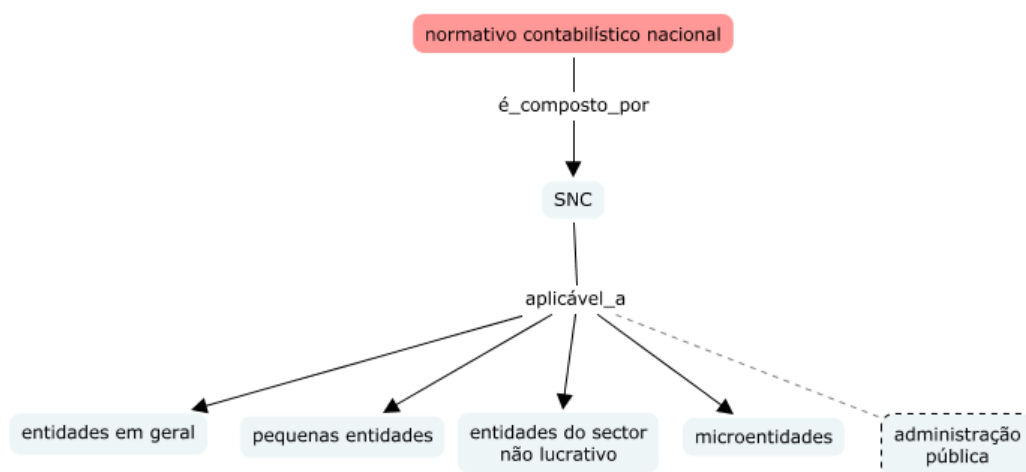 normativo contabilístico nacional
é_composto_por
SNC
aplicável_a
entidades em geral
pequenas entidades
entidades do sector
não lucrativo
microentidades
administração
pública